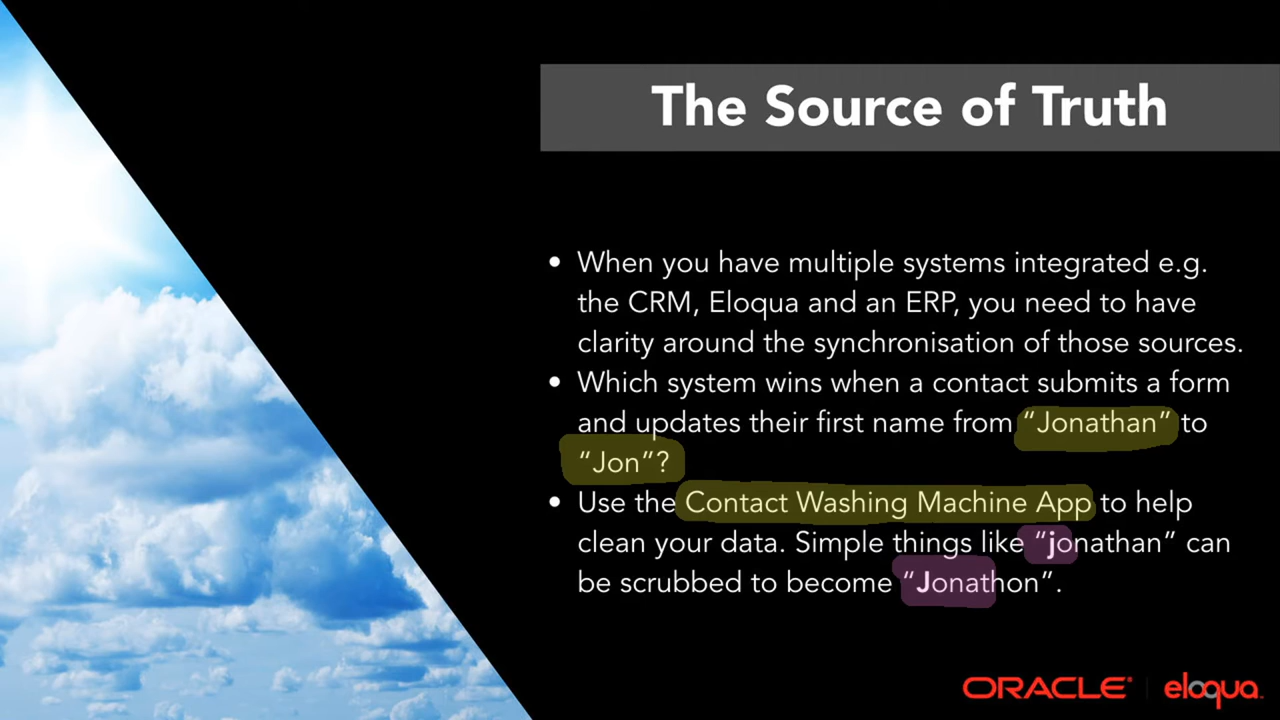 The Source of Truth
• When you have multiple systems integrated e.g.
the CRM, Eloqua and an ERP, you need to have
clarity around the synchronisation of those sources.
• Which system wins when a contact submits a form
and updates their first name from “Jonathan” to
“Jon”?
• Use the Contact Washing Machine App to help
clean your data. Simple things like “jonathan” can
be scrubbed to become “Jonathon”.
ORACLE® | eloqua™